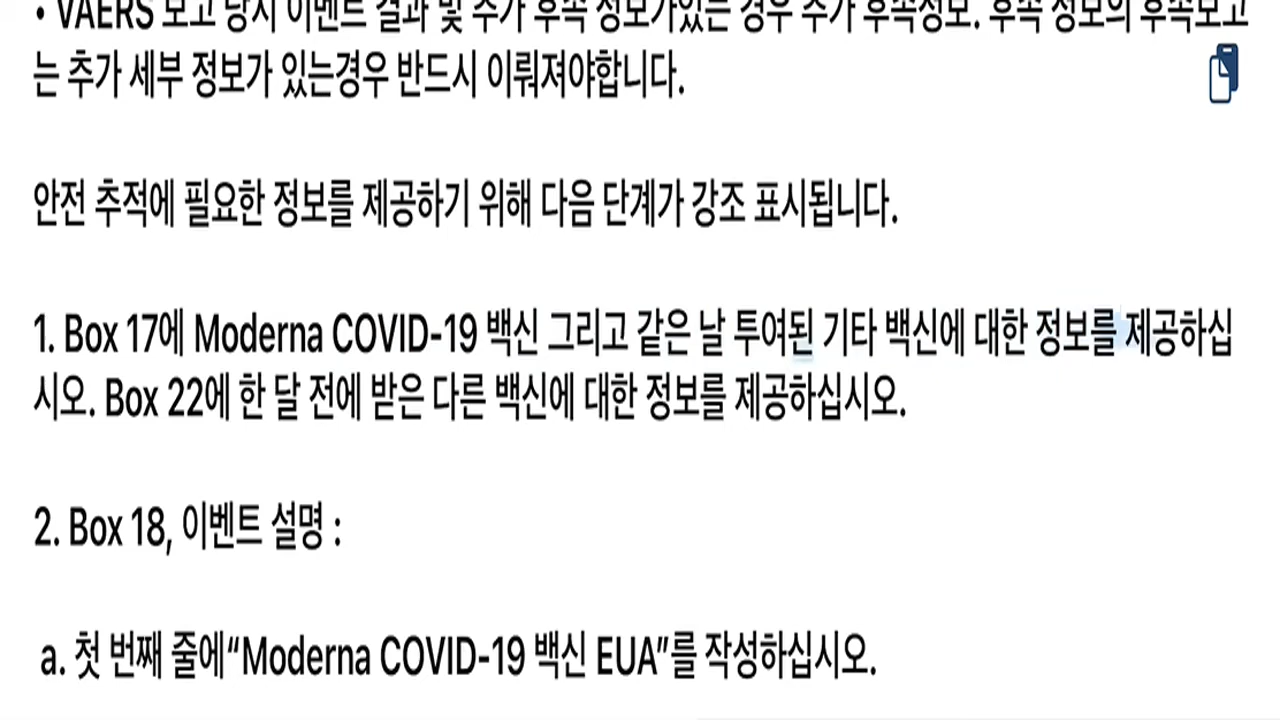 • VAERS 보고 당시 이벤트 결과 및 추가 후속 정보가있는 경우 추가 후속정보. 후속 정보의 후속보고
는 추가 세부 정보가 있는경우 반드시 이뤄져야합니다.
안전 추적에 필요한 정보를 제공하기 위해 다음 단계가 강조 표시됩니다.
1. Box 17에 Moderna COVID-19 백신 그리고 같은 날 투여된 기타 백신에 대한 정보를 제공하십
시오. Box 22에 한 달 전에 받은 다른 백신에 대한 정보를 제공하십시오.
2. Box 18, 이벤트 설명 :
a. 첫 번째 줄에“Moderna COVID-19 백신 EUA”를 작성하십시오.